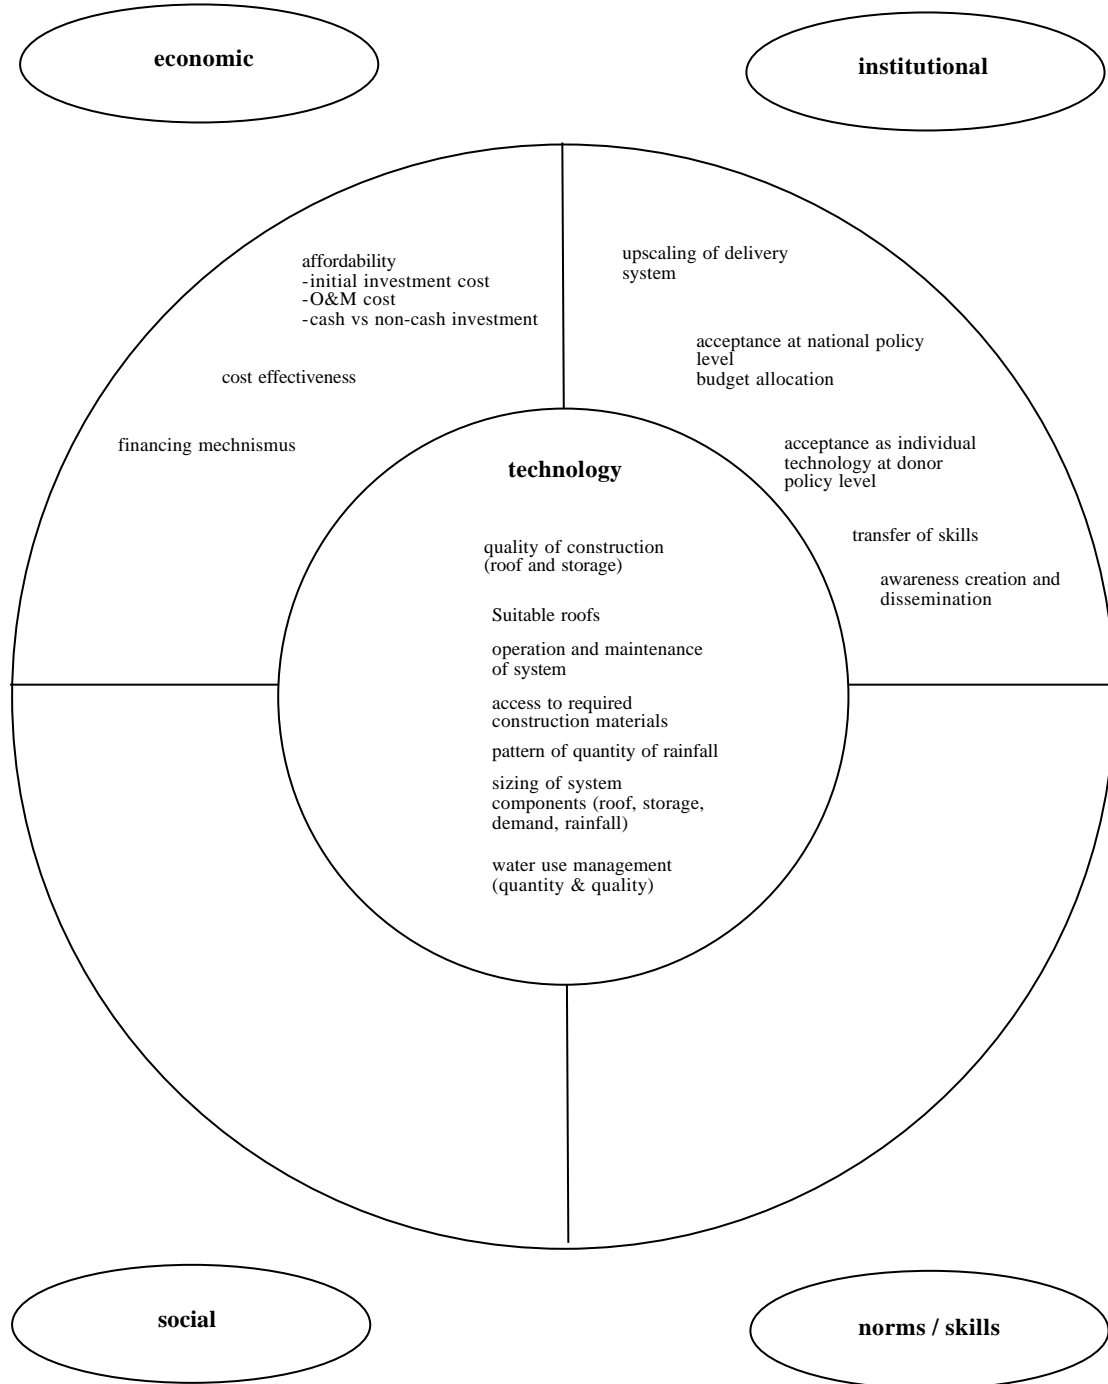 economic
institutional
affordability
-initial investment cost
-O&M cost
-cash vs non-cash investment
cost effectiveness
financing mechnismus
upscaling of delivery
system
acceptance at national policy
level
budget allocation
acceptance as individual
technology at donor
policy level
transfer of skills
awareness creation and
dissemination
technology
quality of construction
(roof and storage)
Suitable roofs
operation and maintenance
of system
access to required
construction materials
pattern of quantity of rainfall
sizing of system
components (roof, storage,
demand, rainfall)
water use management
(quantity & quality)
social
norms / skills